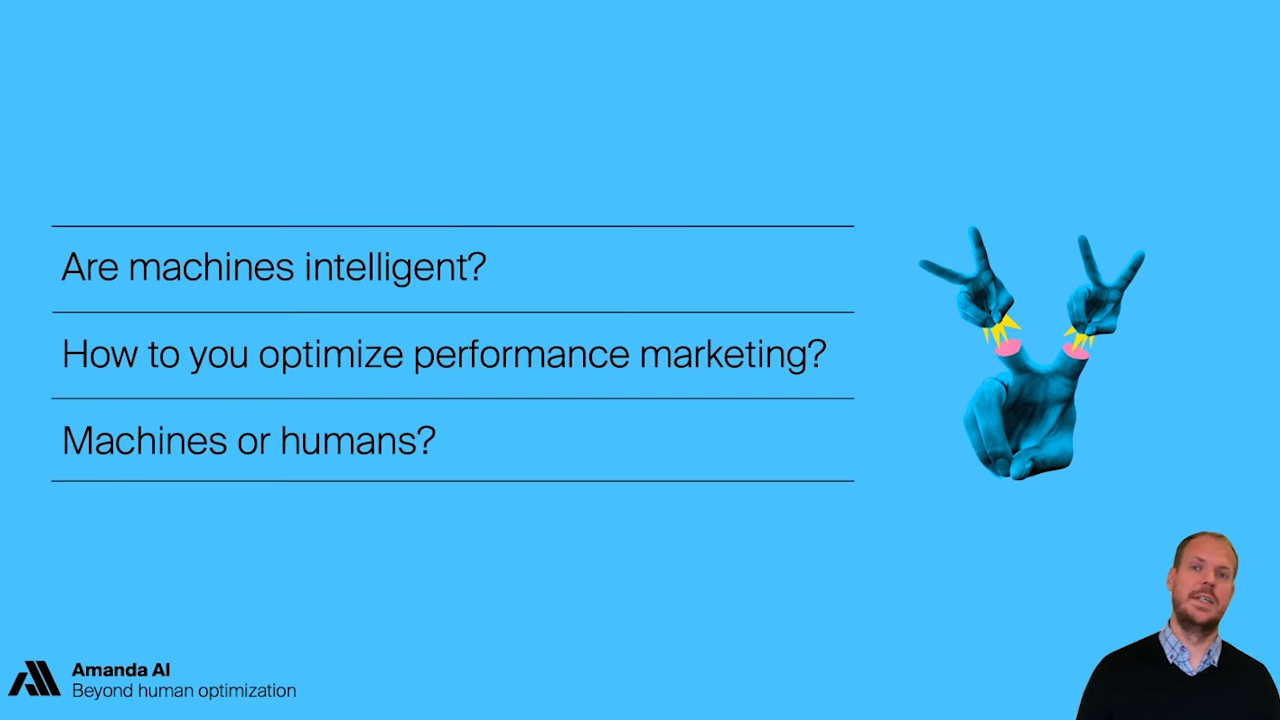 Are machines intelligent?
How to you optimize performance marketing?
Machines or humans?
Amanda AI
Beyond human optimization